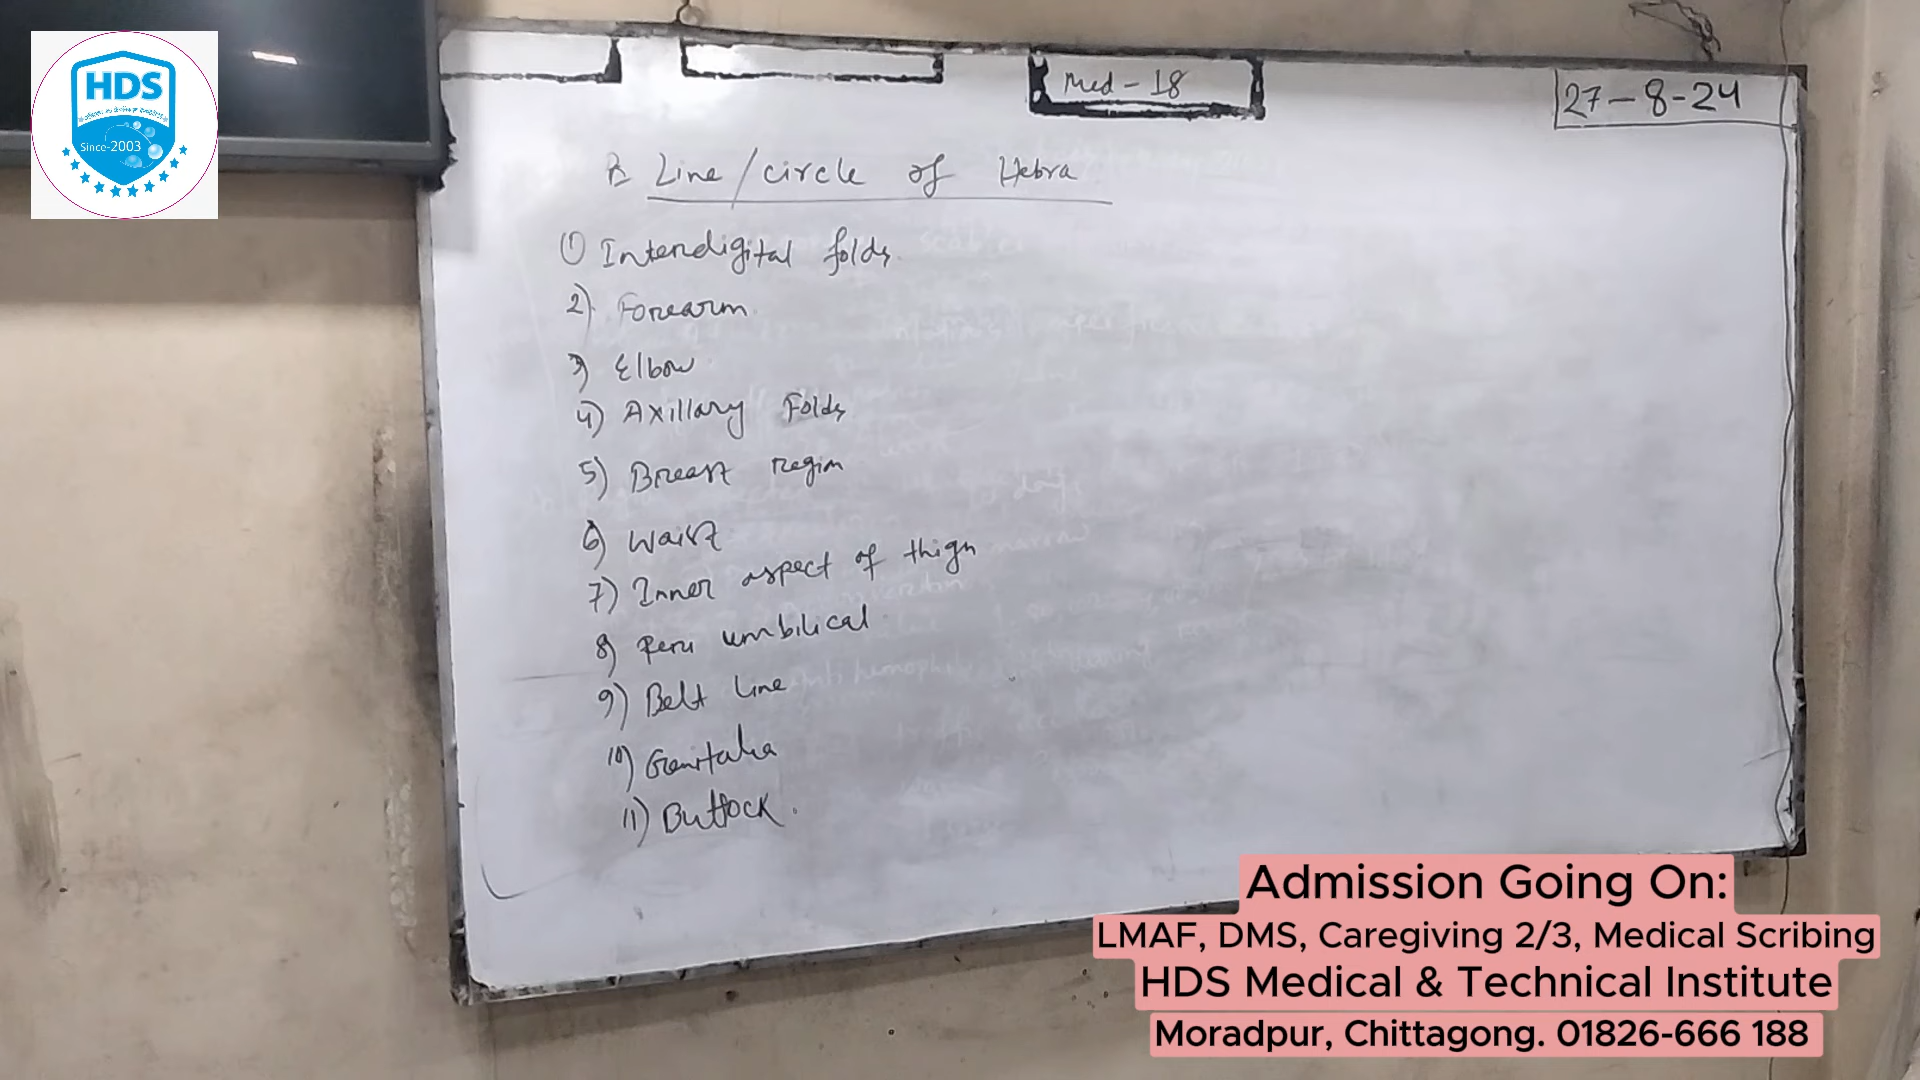 HDS
Since-2003
Med - 18
27-8-24
Line/circle of Hebra
1) Interdigital folds
2) Forearm
3) Elbow
4) Axillary Folds
5) Breast region
6) Waist
7) Inner aspect of thigh
8) Peri umbilical
9) Belt line
10) Genitalia
11) Buttock.
Admission Going On:
LMAF, DMS, Caregiving 2/3, Medical Scribing
HDS Medical & Technical Institute
Moradpur, Chittagong. 01826-666 188